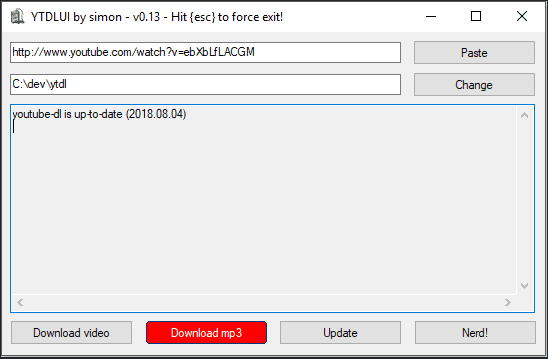 YTDLUI by simon - v0.13 - Hit {esc} to force exit!
http://www.youtube.com/watch?v=ebXbLfLACGM
Paste
C:\dev\ytdl
Change
youtube-dl is up-to-date (2018.08.04)
Download video
Download mp3
Update
Nerd!